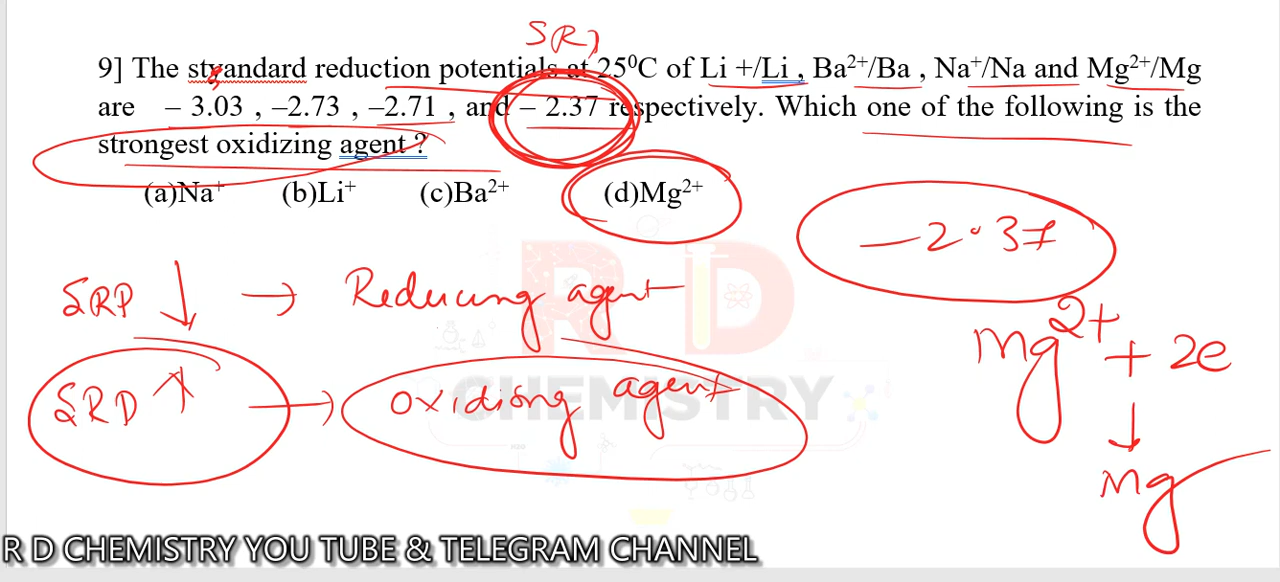 SRP
9] The standard reduction potentials at 25⁰C of Li +/Li , Ba²⁺/Ba , Na⁺/Na and Mg²⁺/Mg
are – 3.03 , –2.73 , –2.71 , and – 2.37 respectively. Which one of the following is the
strongest oxidizing agent ?
(a)Na⁺ (b)Li⁺ (c)Ba²⁺ (d)Mg²⁺
–2.37
SRP ↓ → Reducing agent
Mg²⁺ + 2e
SRP ↑ → oxidising agent
↓
Mg
R D
CHEMISTRY
R D CHEMISTRY YOU TUBE & TELEGRAM CHANNEL